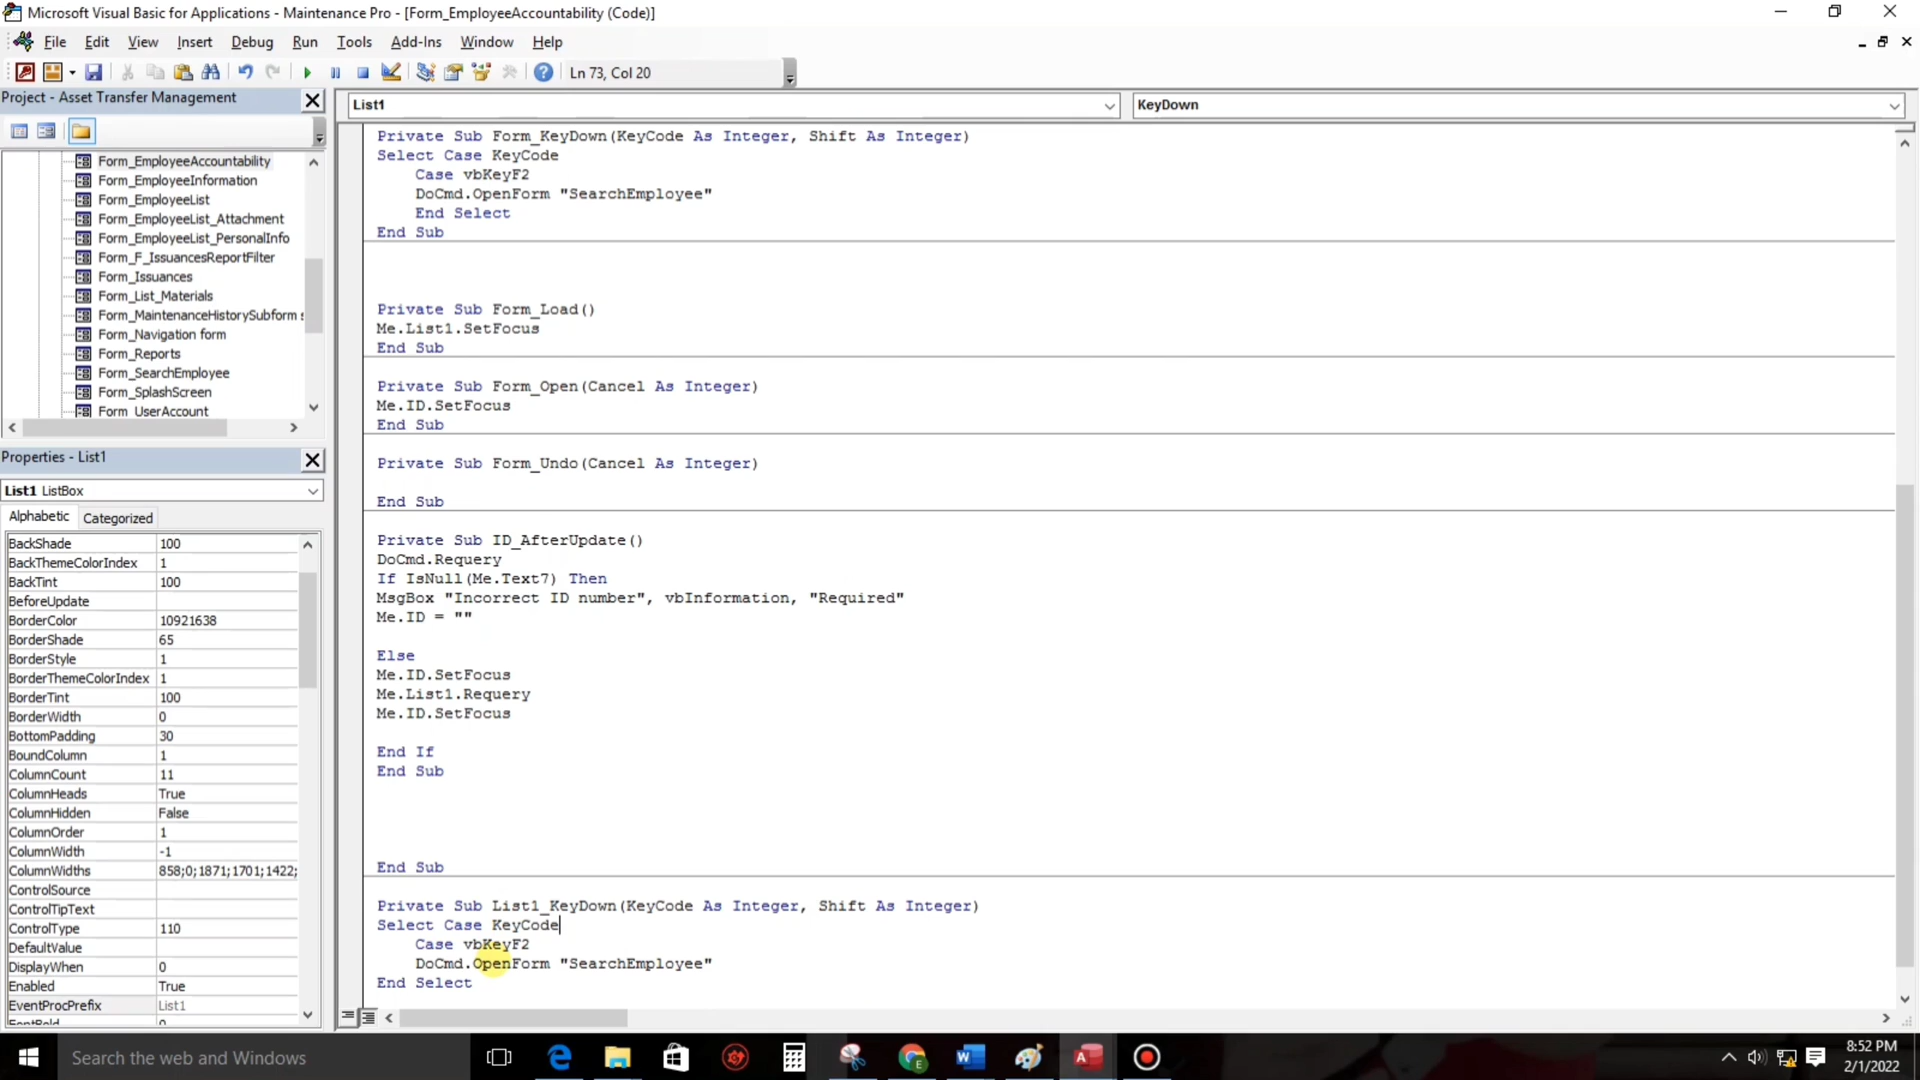 Microsoft Visual Basic for Applications - Maintenance Pro - [Form_EmployeeAccountability (Code)]
File Edit View Insert Debug Run Tools Add-Ins Window Help
Ln 73, Col 20
Project - Asset Transfer Management
Form_EmployeeAccountability
Form_EmployeeInformation
Form_EmployeeList
Form_EmployeeList_Attachment
Form_EmployeeList_PersonalInfo
Form_F_IssuancesReportFilter
Form_Issuances
Form_List_Materials
Form_MaintenanceHistorySubform s
Form_Navigation form
Form_Reports
Form_SearchEmployee
Form_SplashScreen
Form_UserAccount
Properties - List1
List1 ListBox
Alphabetic Categorized
BackShade 100
BackThemeColorIndex 1
BackTint 100
BeforeUpdate
BorderColor 10921638
BorderShade 65
BorderStyle 1
BorderThemeColorIndex 1
BorderTint 100
BorderWidth 0
BottomPadding 30
BoundColumn 1
ColumnCount 11
ColumnHeads True
ColumnHidden False
ColumnOrder 1
ColumnWidth -1
ColumnWidths 858;0;1871;1701;1422;
ControlSource
ControlTipText
ControlType 110
DefaultValue
DisplayWhen 0
Enabled True
EventProcPrefix List1
FontBold 0
List1 KeyDown
Private Sub Form_KeyDown(KeyCode As Integer, Shift As Integer)
Select Case KeyCode
Case vbKeyF2
DoCmd.OpenForm "SearchEmployee"
End Select
End Sub
Private Sub Form_Load()
Me.List1.SetFocus
End Sub
Private Sub Form_Open(Cancel As Integer)
Me.ID.SetFocus
End Sub
Private Sub Form_Undo(Cancel As Integer)
End Sub
Private Sub ID_AfterUpdate()
DoCmd.Requery
If IsNull(Me.Text7) Then
MsgBox "Incorrect ID number", vbInformation, "Required"
Me.ID = ""
Else
Me.ID.SetFocus
Me.List1.Requery
Me.ID.SetFocus
End If
End Sub
End Sub
Private Sub List1_KeyDown(KeyCode As Integer, Shift As Integer)
Select Case KeyCode
Case vbKeyF2
DoCmd.OpenForm "SearchEmployee"
End Select
Search the web and Windows
8:52 PM
2/1/2022